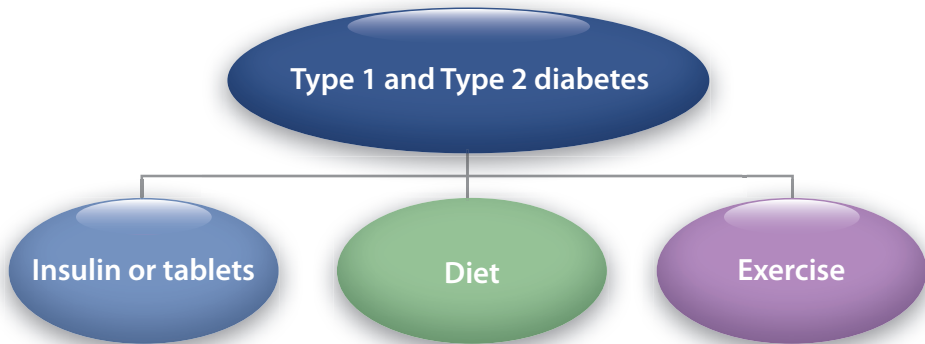 Type 1 and Type 2 diabetes
Insulin or tablets
Diet
Exercise